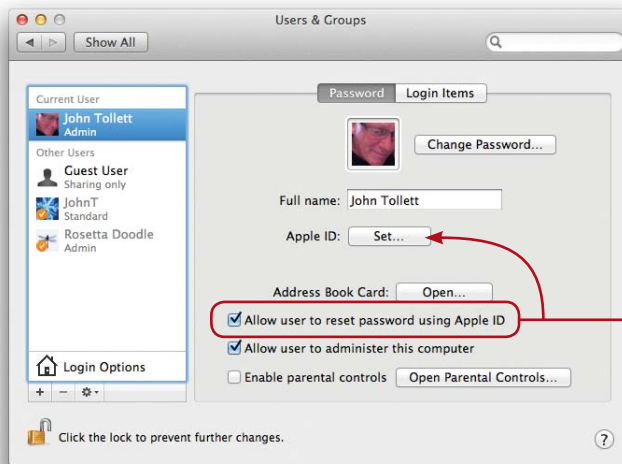 Users & Groups
Show All
Current User
John Tollett
Admin
Other Users
Guest User
Sharing only
JohnT
Standard
Rosetta Doodle
Admin
Login Options
Password Login Items
Change Password...
Full name: John Tollett
Apple ID: Set...
Address Book Card: Open...
Allow user to reset password using Apple ID
Allow user to administer this computer
Enable parental controls Open Parental Controls...
Click the lock to prevent further changes.
?